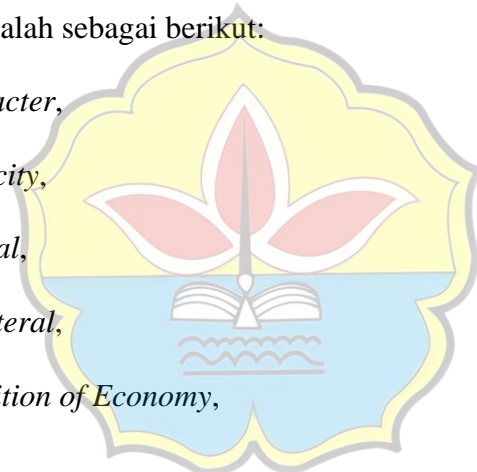 alah sebagai berikut:
acter,
city,
al,
teral,
ition of Economy,